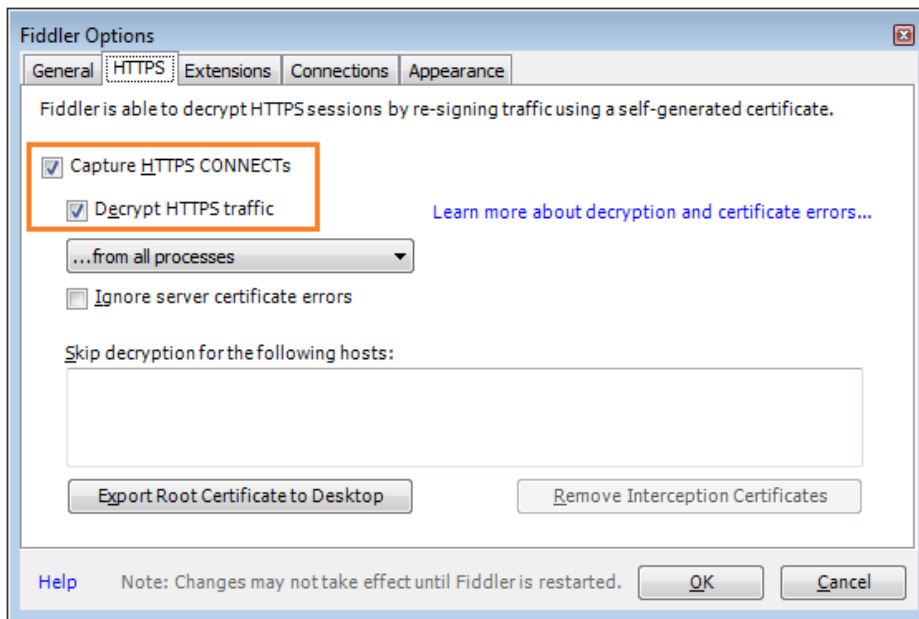 Fiddler Options
General HTTPS Extensions Connections Appearance
Fiddler is able to decrypt HTTPS sessions by re-signing traffic using a self-generated certificate.
Capture HTTPS CONNECTs
Decrypt HTTPS traffic
Learn more about decryption and certificate errors...
...from all processes
Ignore server certificate errors
Skip decryption for the following hosts:
Export Root Certificate to Desktop Remove Interception Certificates
Help Note: Changes may not take effect until Fiddler is restarted. OK Cancel